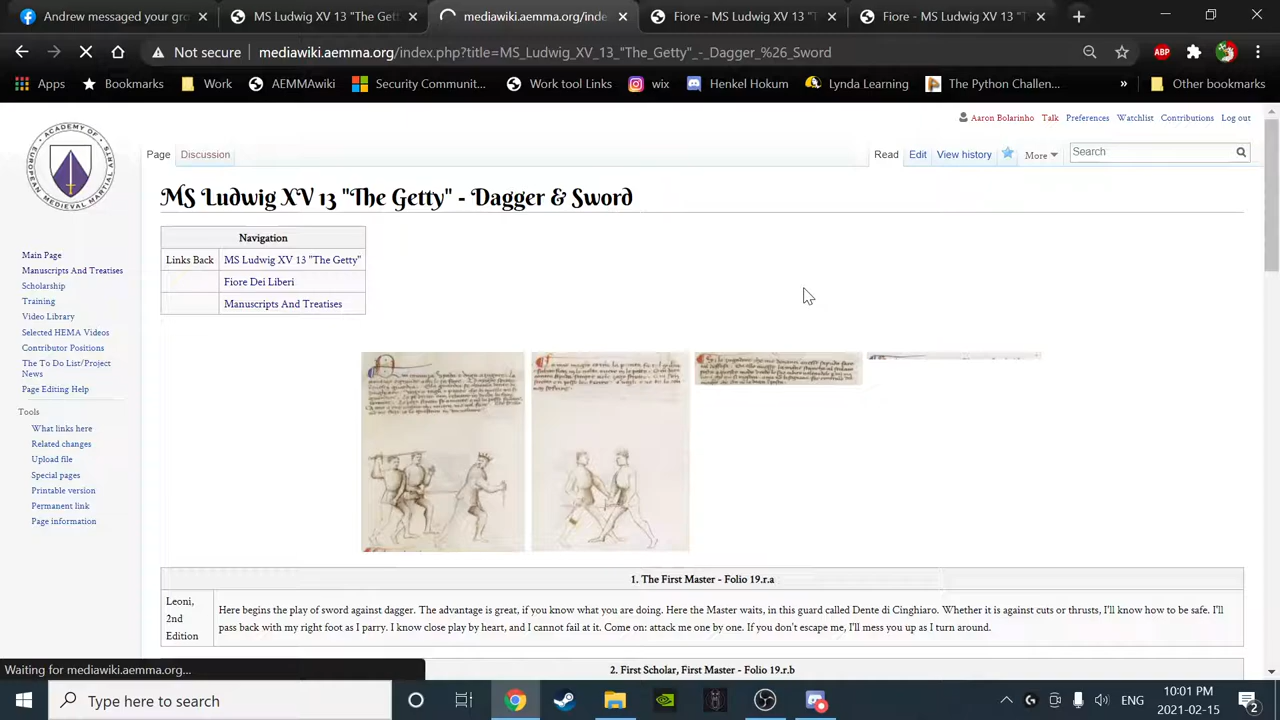 Andrew messaged your gro
MS Ludwig XV 13 "The Gett
mediawiki.aemma.org/inde
Fiore - MS Ludwig XV 13 "T
Fiore - MS Ludwig XV 13 "T
Not secure
mediawiki.aemma.org/index.php?title=MS_Ludwig_XV_13_"The_Getty"_-_Dagger_%26_Sword
ABP
Apps
Bookmarks
Work
AEMMAwiki
Security Community...
Work tool Links
wix
Henkel Hokum
Lynda Learning
The Python Challen...
»
Other bookmarks
Aaron Bolarinho
Talk
Preferences
Watchlist
Contributions
Log out
ACADEMY OF EUROPEAN MEDIEVAL MARTIAL ARTS
Page
Discussion
Read
Edit
View history
More
Search
MS Ludwig XV 13 "The Getty" - Dagger & Sword
Main Page
Manuscripts And Treatises
Scholarship
Training
Video Library
Selected HEMA Videos
Contributor Positions
The To Do List/Project
News
Page Editing Help
Tools
What links here
Related changes
Upload file
Special pages
Printable version
Permanent link
Page information
Navigation
Links Back
MS Ludwig XV 13 "The Getty"
Fiore Dei Liberi
Manuscripts And Treatises
1. The First Master - Folio 19.r.a
Leoni,
2nd
Edition
Here begins the play of sword against dagger. The advantage is great, if you know what you are doing. Here the Master waits, in this guard called Dente di Cinghiaro. Whether it is against cuts or thrusts, I'll know how to be safe. I'll
pass back with my right foot as I parry. I know close play by heart, and I cannot fail at it. Come on: attack me one by one. If you don't escape me, I'll mess you up as I turn around.
2. First Scholar, First Master - Folio 19.r.b
Waiting for mediawiki.aemma.org...
Type here to search
ENG
10:01 PM
2021-02-15
2